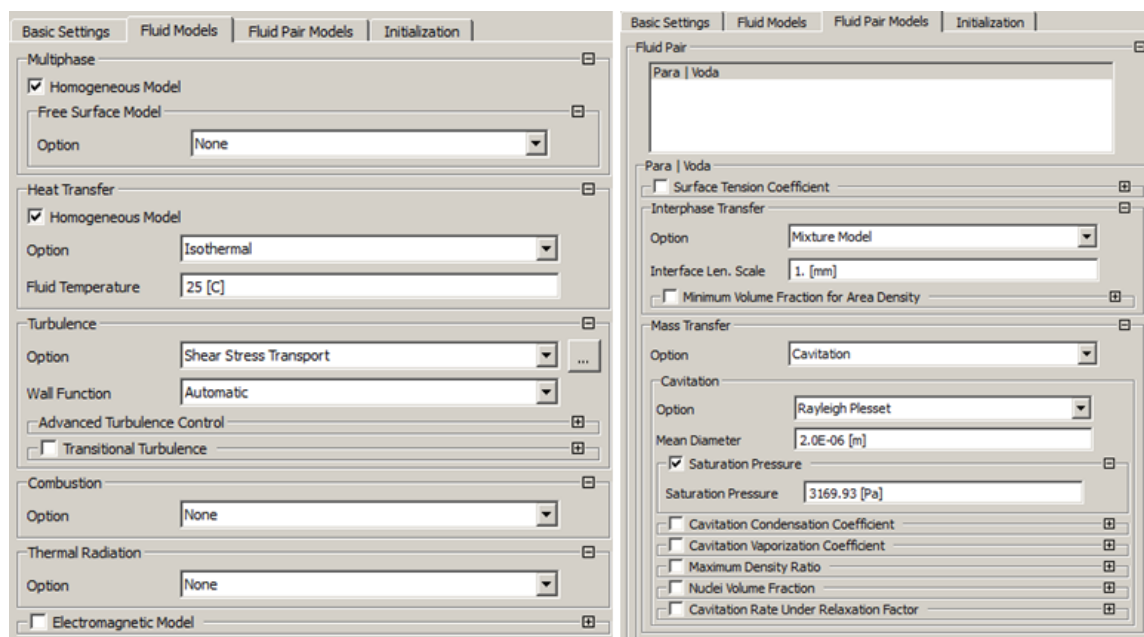 Basic Settings Fluid Models Fluid Pair Models Initialization
Multiphase
Homogeneous Model
Free Surface Model
Option None
Heat Transfer
Homogeneous Model
Option Isothermal
Fluid Temperature 25 [C]
Turbulence
Option Shear Stress Transport ...
Wall Function Automatic
Advanced Turbulence Control
Transitional Turbulence
Combustion
Option None
Thermal Radiation
Option None
Electromagnetic Model
Basic Settings Fluid Models Fluid Pair Models Initialization
Fluid Pair
Para | Voda
Para | Voda
Surface Tension Coefficient
Interphase Transfer
Option Mixture Model
Interface Len. Scale 1. [mm]
Minimum Volume Fraction for Area Density
Mass Transfer
Option Cavitation
Cavitation
Option Rayleigh Plesset
Mean Diameter 2.0E-06 [m]
Saturation Pressure
Saturation Pressure 3169.93 [Pa]
Cavitation Condensation Coefficient
Cavitation Vaporization Coefficient
Maximum Density Ratio
Nuclei Volume Fraction
Cavitation Rate Under Relaxation Factor